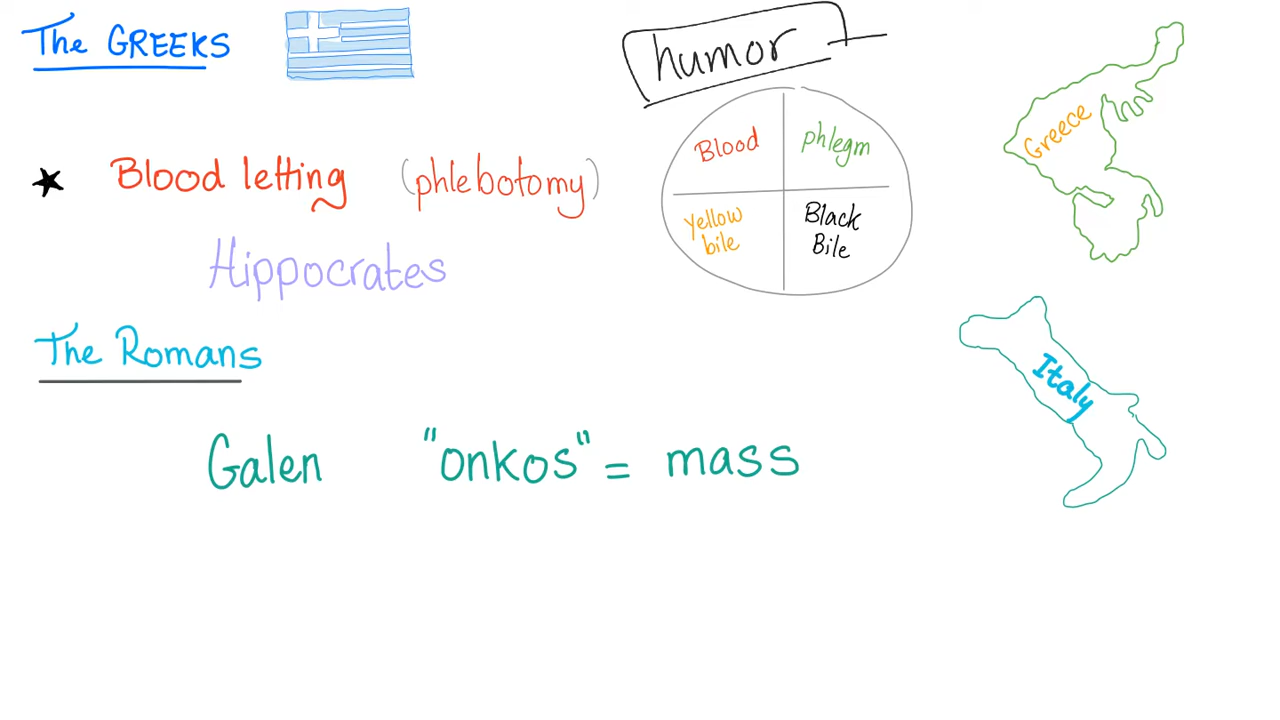 The GREEKS
humor
Blood phlegm
Yellow bile
Black Bile
Greece
Blood letting (phlebotomy)
Hippocrates
The Romans
Italy
Galen "onkos" = mass